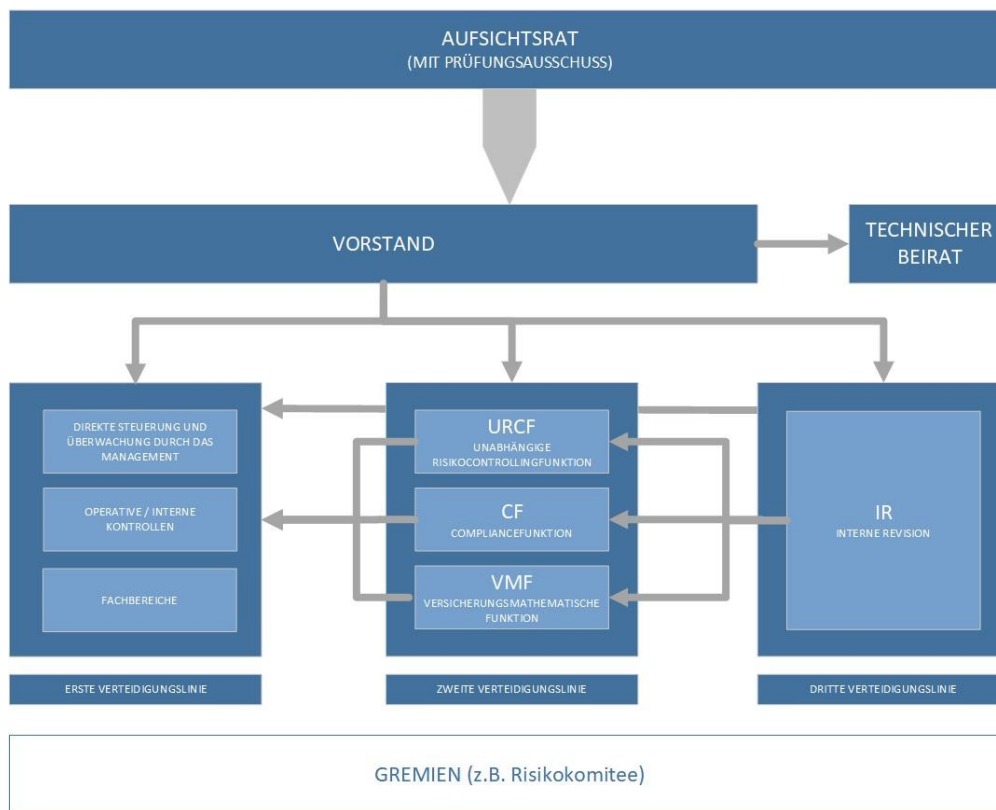 AUFSICHTSRAT
(MIT PRÜFUNGSAUSSCHUSS)
VORSTAND
TECHNISCHER
BEIRAT
DIREKTE STEUERUNG UND
ÜBERWACHUNG DURCH DAS
MANAGEMENT
OPERATIVE / INTERNE
KONTROLLEN
FACHBEREICHE
URCF
UNABHÄNGIGE
RISIKOCONTROLLINGFUNKTION
CF
COMPLIANCEFUNKTION
VMF
VERSICHERUNGSMATHEMATISCHE
FUNKTION
IR
INTERNE REVISION
ERSTE VERTEIDIGUNGSLINIE
ZWEITE VERTEIDIGUNGSLINIE
DRITTE VERTEIDIGUNGSLINIE
GREMIEN (z.B. Risikokomitee)